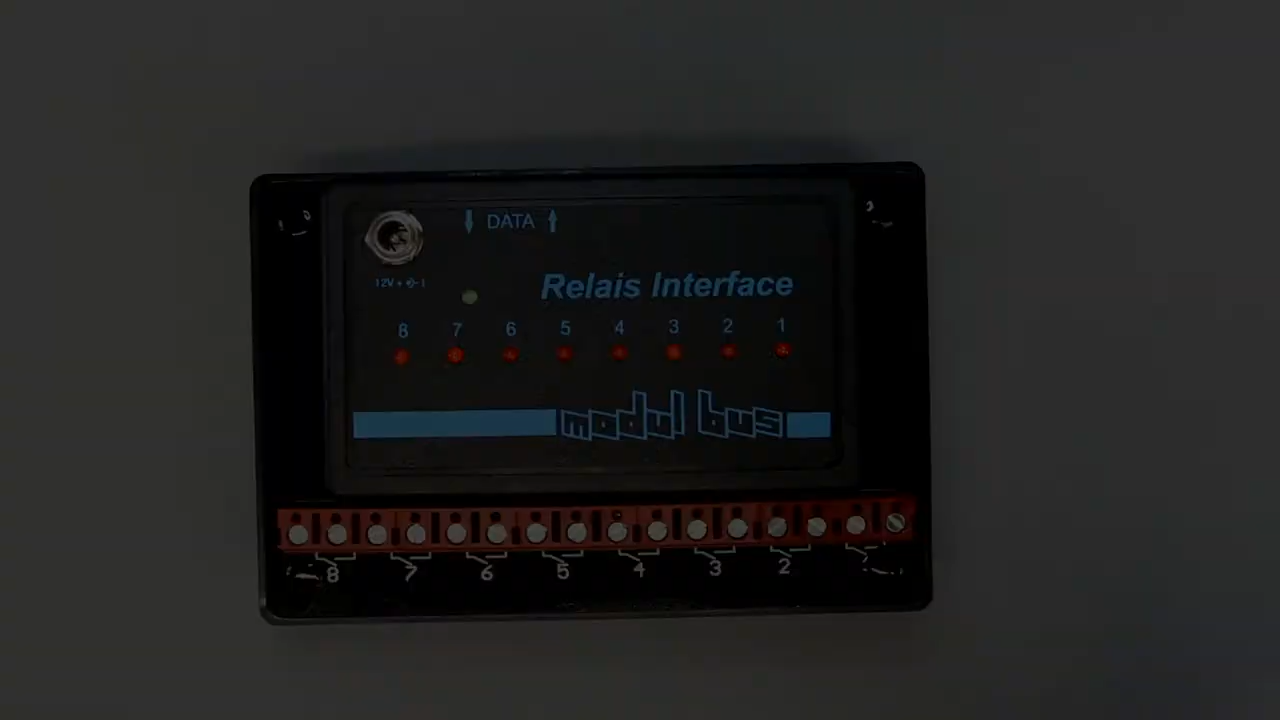 DATA
12V
Relais Interface
8 7 6 5 4 3 2 1
modul bus
8 7 6 5 4 3 2